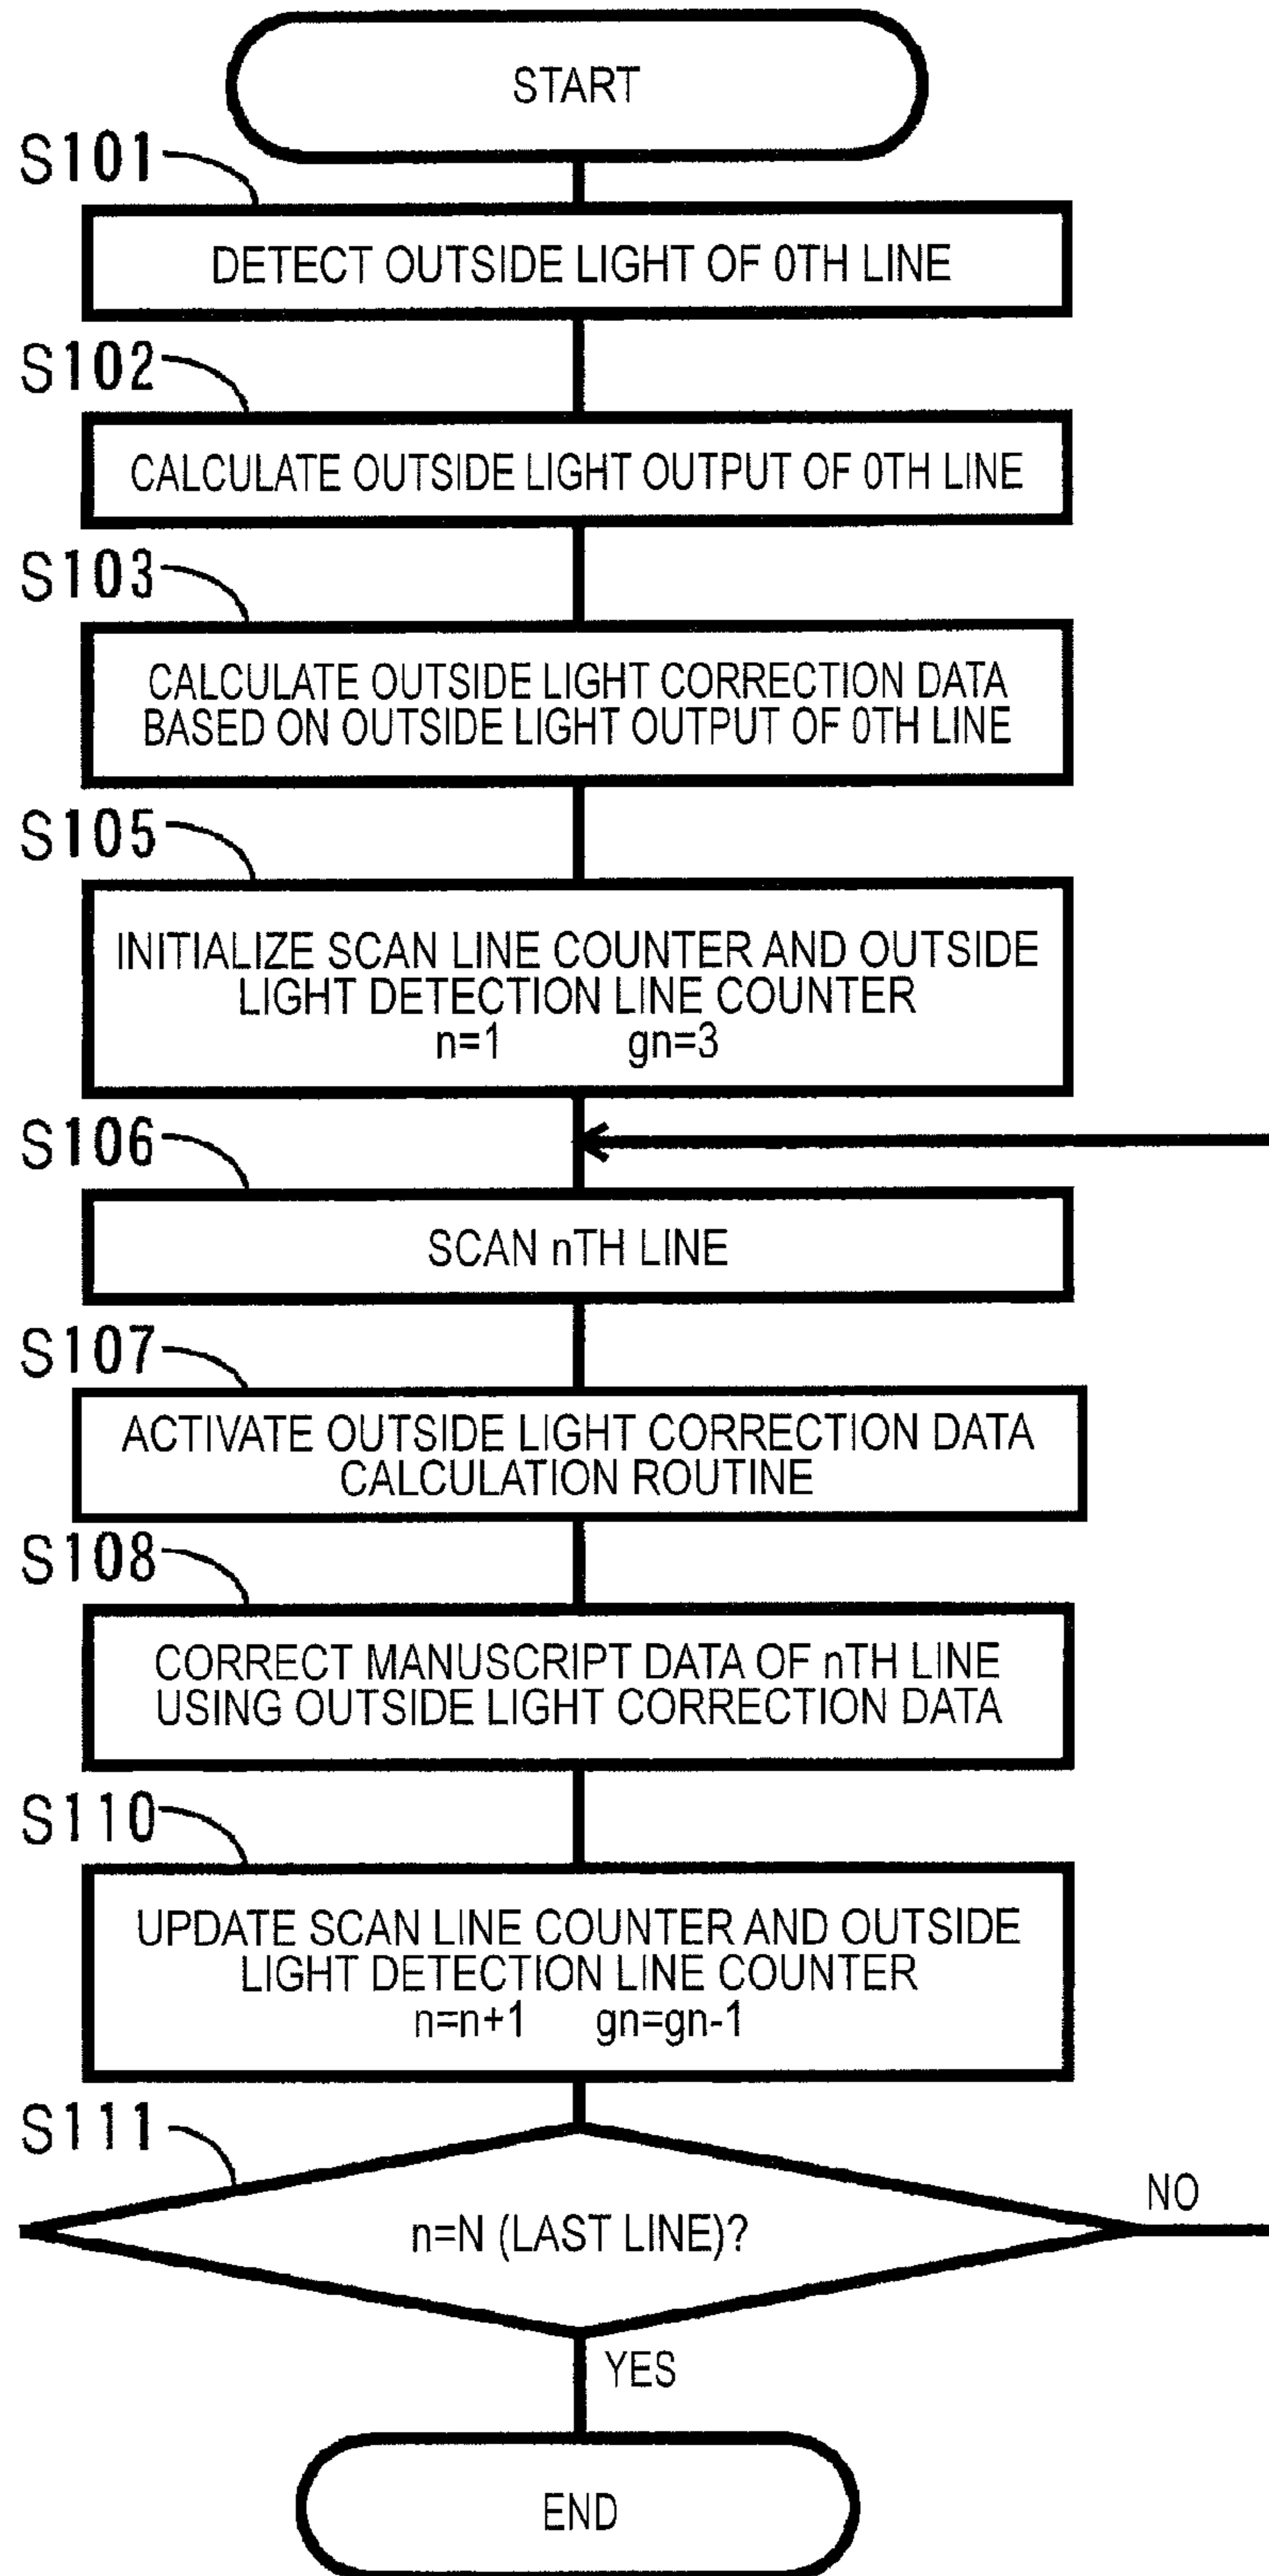 START
S101
DETECT OUTSIDE LIGHT OF 0TH LINE
S102
CALCULATE OUTSIDE LIGHT OUTPUT OF 0TH LINE
S103
CALCULATE OUTSIDE LIGHT CORRECTION DATA
BASED ON OUTSIDE LIGHT OUTPUT OF 0TH LINE
S105
INITIALIZE SCAN LINE COUNTER AND OUTSIDE
LIGHT DETECTION LINE COUNTER
n=1 gn=3
S106
SCAN nTH LINE
S107
ACTIVATE OUTSIDE LIGHT CORRECTION DATA
CALCULATION ROUTINE
S108
CORRECT MANUSCRIPT DATA OF nTH LINE
USING OUTSIDE LIGHT CORRECTION DATA
S110
UPDATE SCAN LINE COUNTER AND OUTSIDE
LIGHT DETECTION LINE COUNTER
n=n+1 gn=gn-1
S111
n=N (LAST LINE)?
NO
YES
END